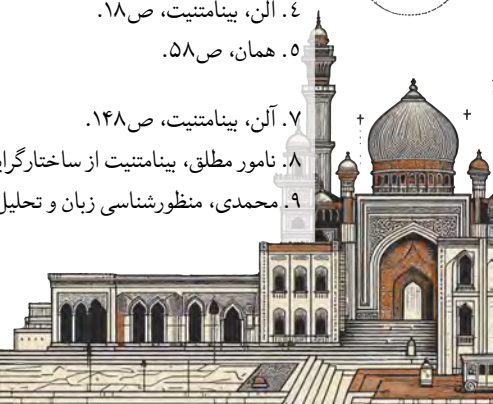 ٤. آلن، بینامتنیت، ص۱۸.
٥. همان، ص۵۸.
۷. آلن، بینامتنیت، ص۱۴۸.
۸. نامور مطلق، بینامتنیت از ساختارگرای
۹. محمدی، منظورشناسی زبان و تحلیل